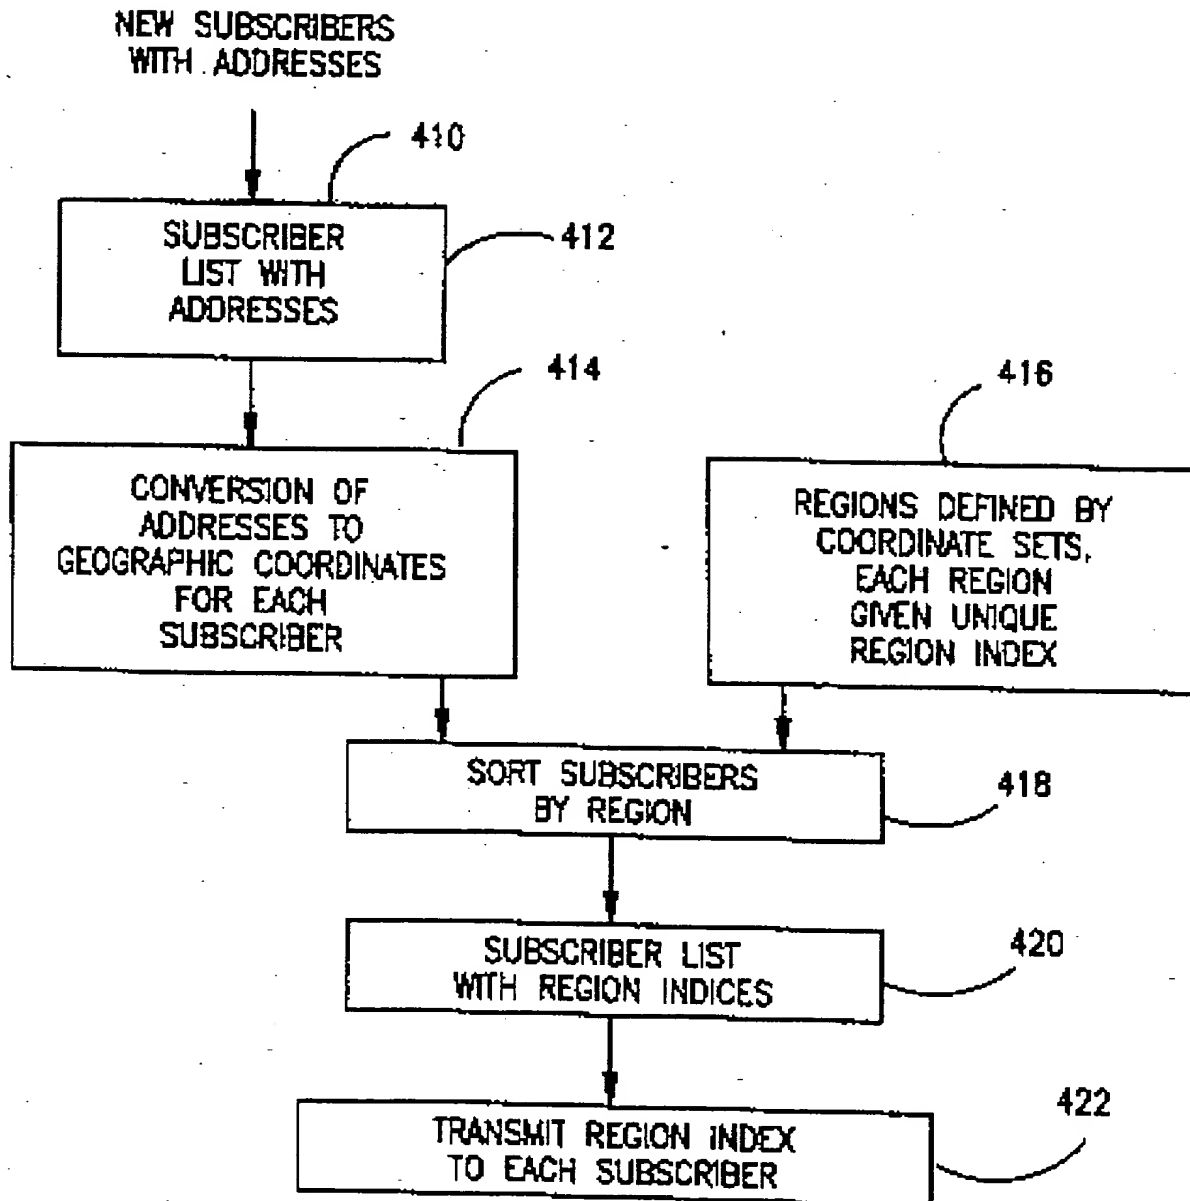 NEW SUBSCRIBERS
WITH ADDRESSES
410
SUBSCRIBER
LIST WITH
ADDRESSES
412
414
CONVERSION OF
ADDRESSES TO
GEOGRAPHIC COORDINATES
FOR EACH
SUBSCRIBER
416
REGIONS DEFINED BY
COORDINATE SETS,
EACH REGION
GIVEN UNIQUE
REGION INDEX
SORT SUBSCRIBERS
BY REGION
418
SUBSCRIBER LIST
WITH REGION INDICES
420
TRANSMIT REGION INDEX
TO EACH SUBSCRIBER
422